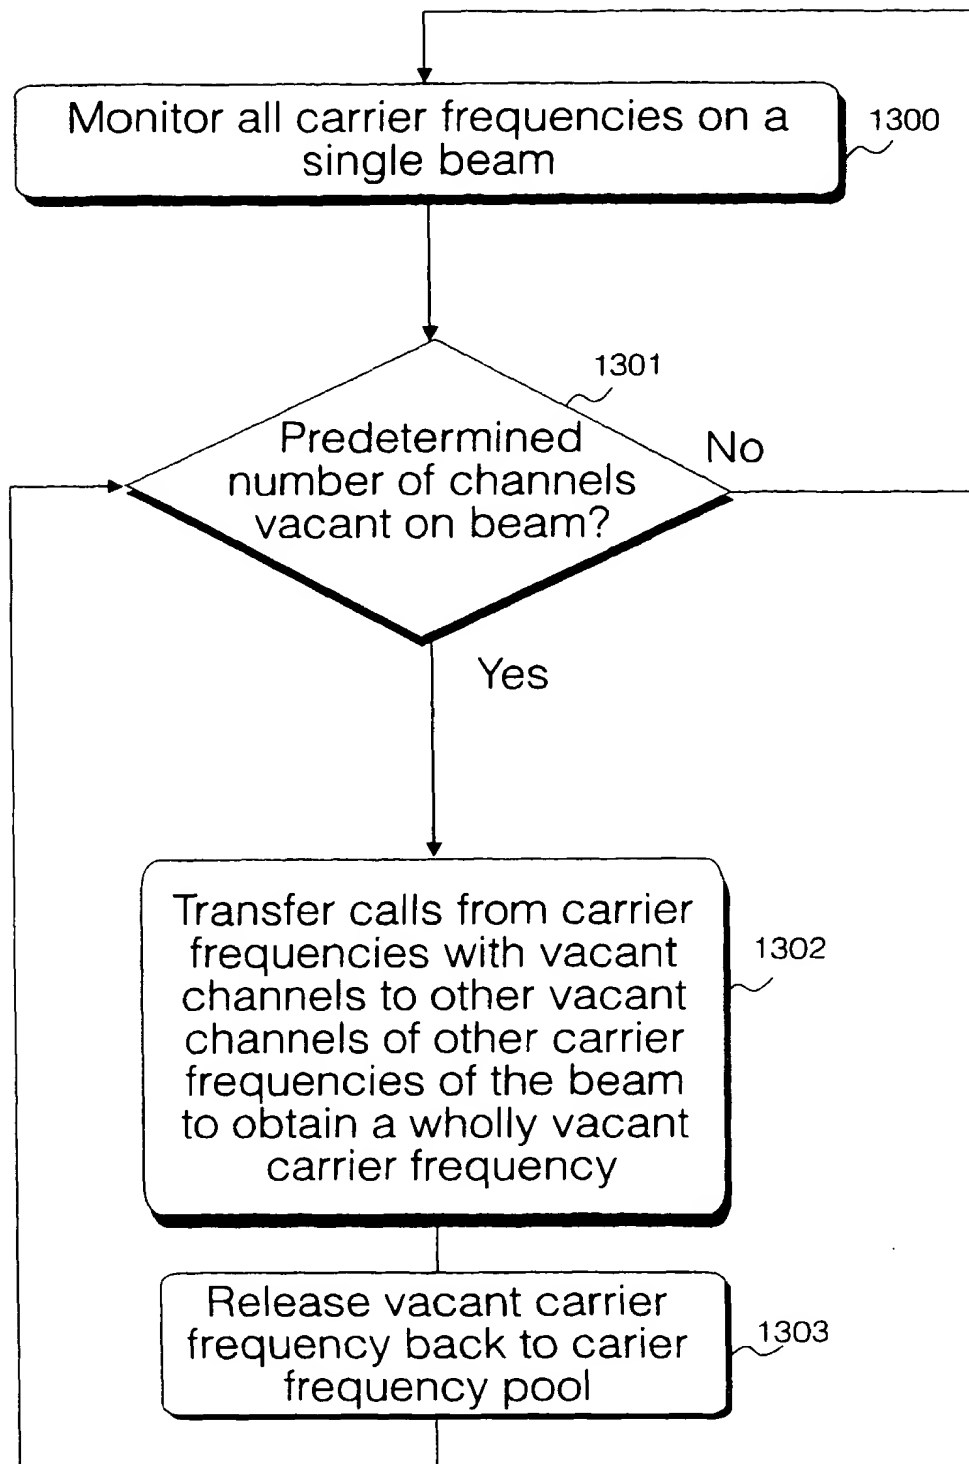 Monitor all carrier frequencies on a
single beam
1300
1301
Predetermined
number of channels
vacant on beam?
No
Yes
Transfer calls from carrier
frequencies with vacant
channels to other vacant
channels of other carrier
frequencies of the beam
to obtain a wholly vacant
carrier frequency
1302
Release vacant carrier
frequency back to carier
frequency pool
1303